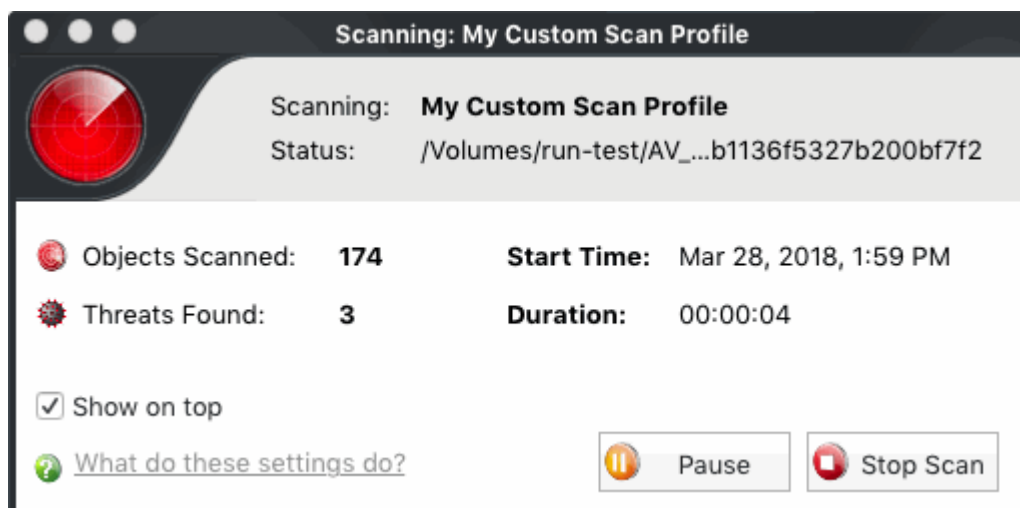 Scanning: My Custom Scan Profile
Scanning: My Custom Scan Profile
Status: /Volumes/run-test/AV_...b1136f5327b200bf7f2
Objects Scanned: 174 Start Time: Mar 28, 2018, 1:59 PM
Threats Found: 3 Duration: 00:00:04
Show on top
What do these settings do?
Pause Stop Scan